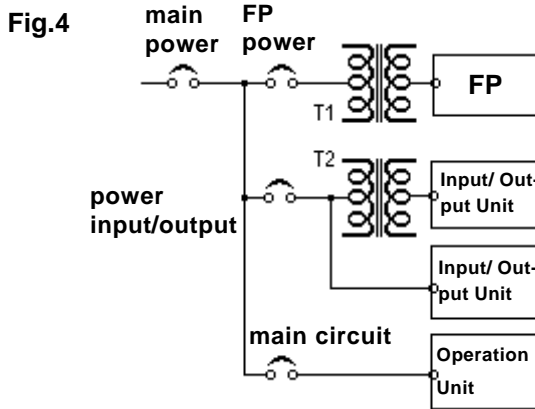 Fig.4
main
power
FP
power
T1
FP
T2
power
input/output
Input/ Out-
put Unit
Input/ Out-
put Unit
main circuit
Operation
Unit